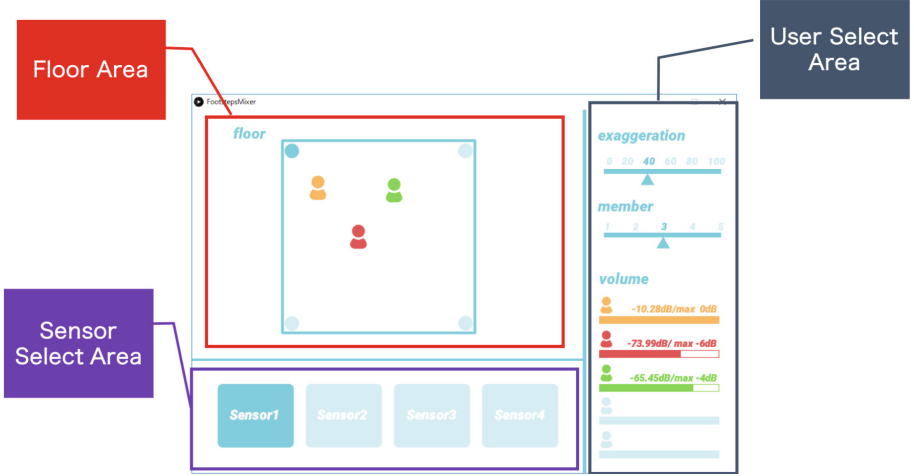 Floor Area
User Select
Area
FootstepsMixer
floor
exaggeration
0 20 40 60 80 100
member
1 2 3 4 5
volume
-10.28dB/max 0dB
-73.99dB/ max -6dB
-65.45dB/max -4dB
Sensor
Select Area
Sensor1 Sensor2 Sensor3 Sensor4